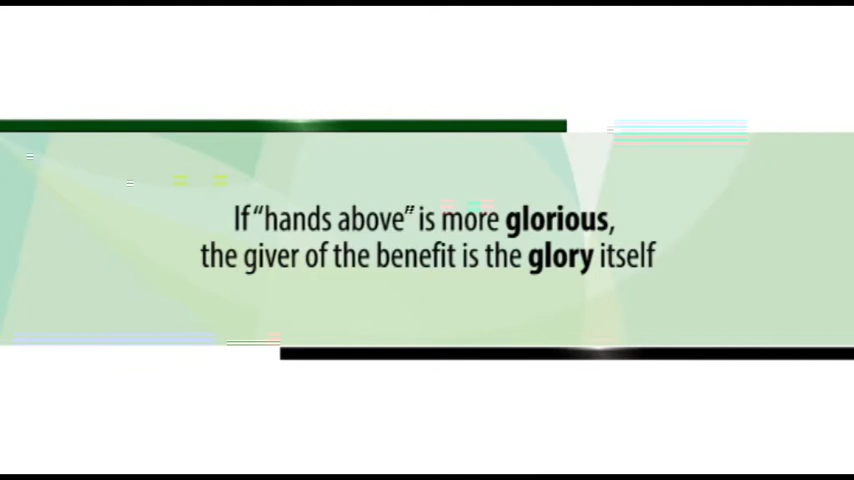 If “hands above” is more glorious,
the giver of the benefit is the glory itself